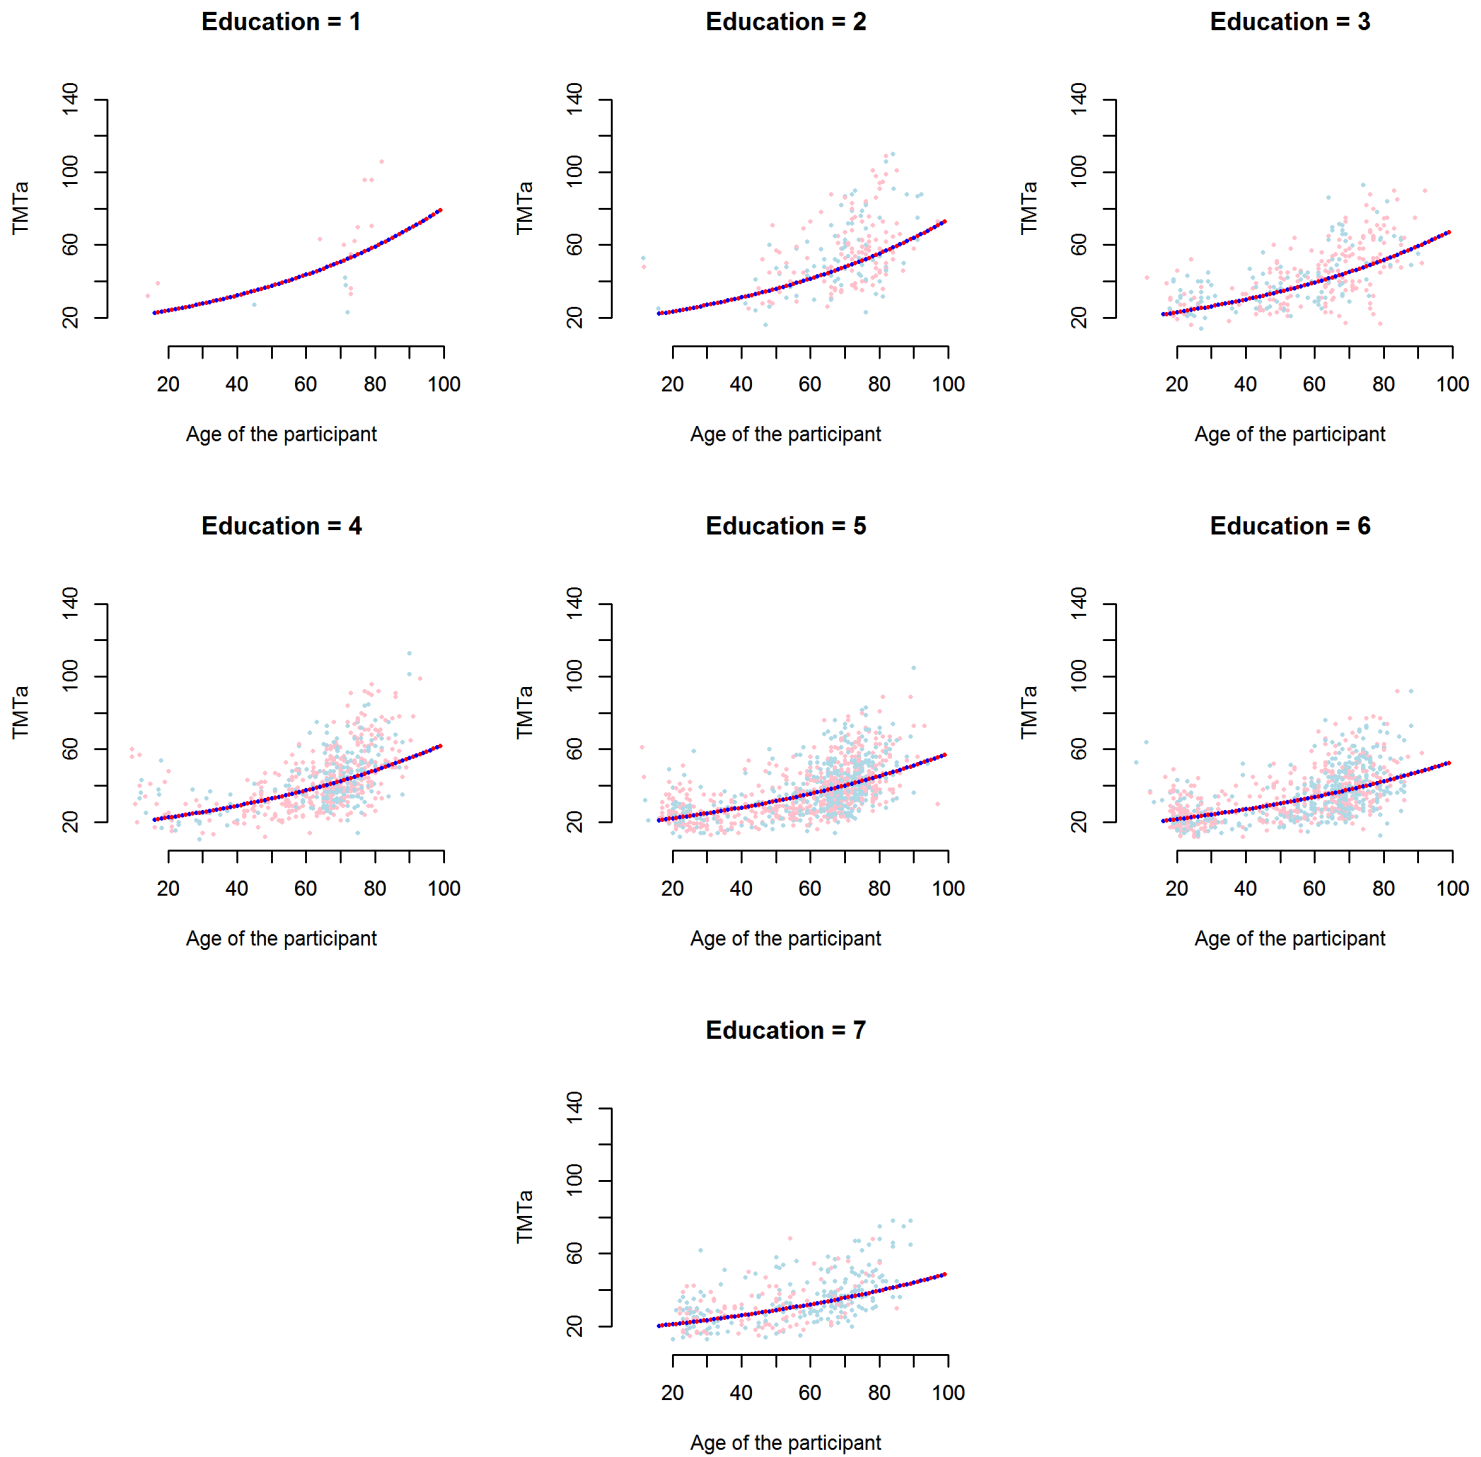 Education = 1
Education = 2
Education = 3
140
100
60
20
TMTa
20 40 60 80 100
Age of the participant
140
100
60
20
TMTa
20 40 60 80 100
Age of the participant
140
100
60
20
TMTa
20 40 60 80 100
Age of the participant
Education = 4
Education = 5
Education = 6
140
100
60
20
TMTa
20 40 60 80 100
Age of the participant
140
100
60
20
TMTa
20 40 60 80 100
Age of the participant
140
100
60
20
TMTa
20 40 60 80 100
Age of the participant
Education = 7
140
100
60
20
TMTa
20 40 60 80 100
Age of the participant